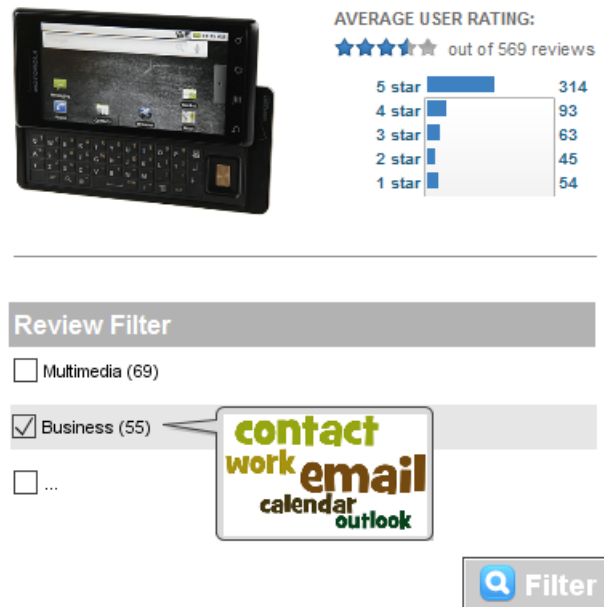 MOTOROLA
AVERAGE USER RATING:
out of 569 reviews
5 star 314
4 star 93
3 star 63
2 star 45
1 star 54
Review Filter
Multimedia (69)
Business (55)
contact
work email
calendar
outlook
...
Filter